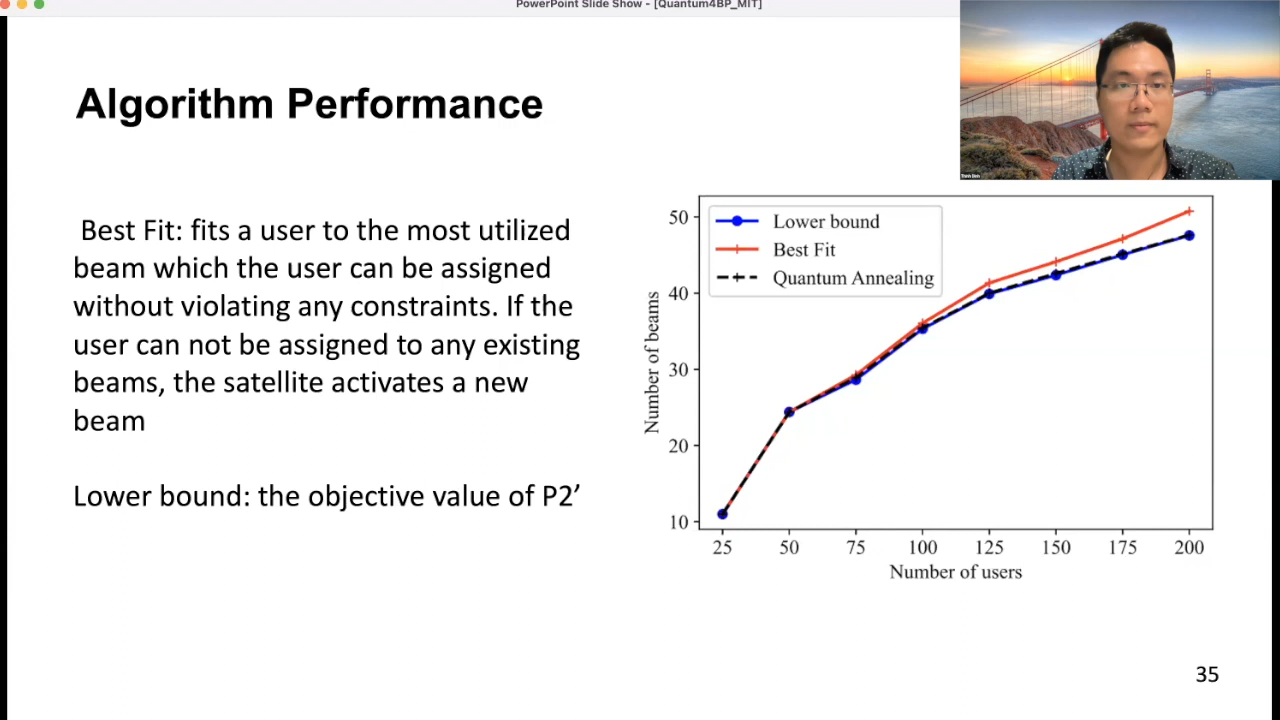 PowerPoint Slide Show - [Quantum4BP_MIT]
Algorithm Performance
Best Fit: fits a user to the most utilized
beam which the user can be assigned
without violating any constraints. If the
user can not be assigned to any existing
beams, the satellite activates a new
beam
Lower bound: the objective value of P2’
Lower bound
Best Fit
Quantum Annealing
Number of beams
50
40
30
20
10
25 50 75 100 125 150 175 200
Number of users
35